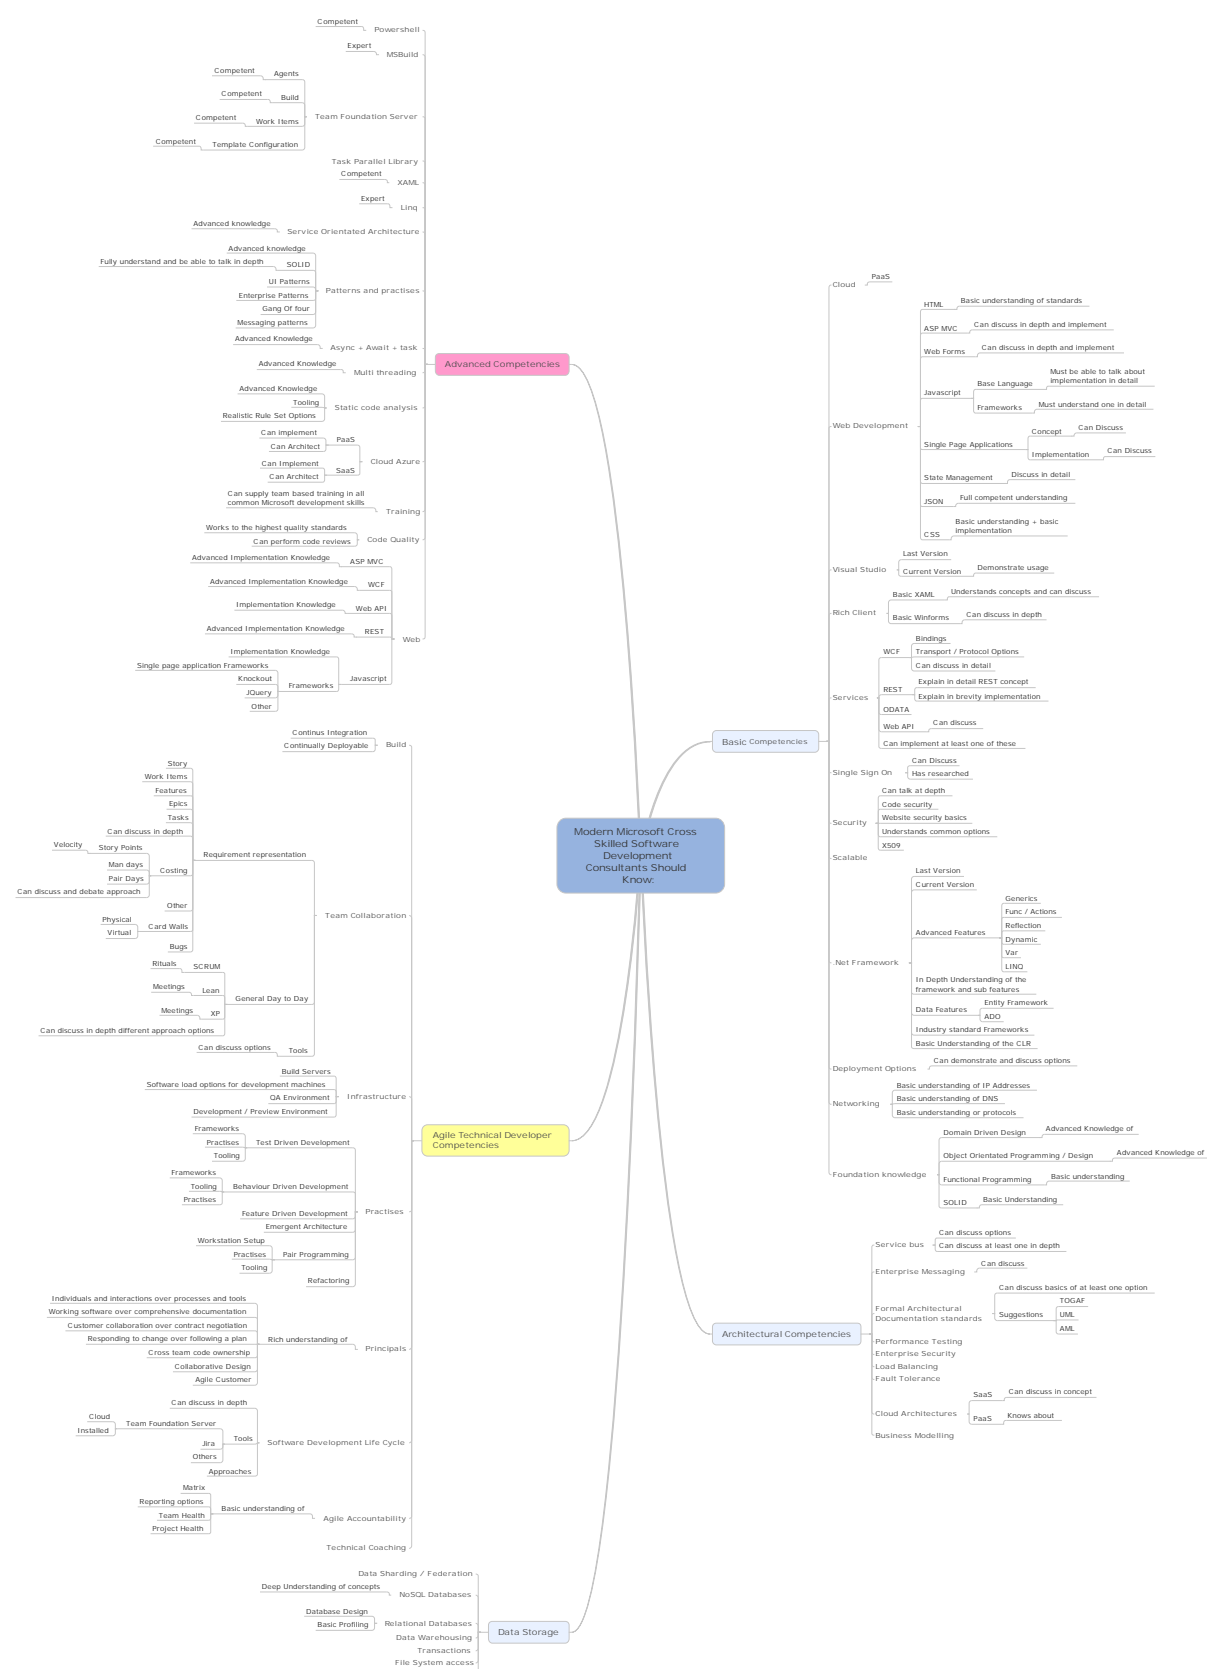 Modern Microsoft Cross
Skilled Software
Development
Consultants Should
Know:
Advanced Competencies
Powershell
Competent
MSBuild
Expert
Team Foundation Server
Agents
Competent
Build
Competent
Work Items
Competent
Template Configuration
Competent
Task Parallel Library
XAML
Competent
Linq
Expert
Service Orientated Architecture
Advanced knowledge
Patterns and practises
Advanced knowledge
SOLID
Fully understand and be able to talk in depth
UI Patterns
Enterprise Patterns
Gang Of four
Messaging patterns
Async + Await + task
Advanced Knowledge
Multi threading
Advanced Knowledge
Static code analysis
Advanced Knowledge
Tooling
Realistic Rule Set Options
Cloud Azure
PaaS
Can implement
Can Architect
SaaS
Can Implement
Can Architect
Training
Can supply team based training in all
common Microsoft development skills
Code Quality
Works to the highest quality standards
Can perform code reviews
Web
ASP MVC
Advanced Implementation Knowledge
WCF
Advanced Implementation Knowledge
Web API
Implementation Knowledge
REST
Advanced Implementation Knowledge
Javascript
Implementation Knowledge
Frameworks
Single page application Frameworks
Knockout
JQuery
Other
Agile Technical Developer
Competencies
Build
Continus Integration
Continually Deployable
Team Collaboration
Requirement representation
Story
Work Items
Features
Epics
Tasks
Can discuss in depth
Costing
Story Points
Velocity
Man days
Pair Days
Can discuss and debate approach
Other
Card Walls
Physical
Virtual
Bugs
General Day to Day
SCRUM
Rituals
Lean
Meetings
XP
Meetings
Can discuss in depth different approach options
Tools
Can discuss options
Infrastructure
Build Servers
Software load options for development machines
QA Environment
Development / Preview Environment
Practises
Test Driven Development
Frameworks
Practises
Tooling
Behaviour Driven Development
Frameworks
Tooling
Practises
Feature Driven Development
Emergent Architecture
Pair Programming
Workstation Setup
Practises
Tooling
Refactoring
Principals
Rich understanding of
Individuals and interactions over processes and tools
Working software over comprehensive documentation
Customer collaboration over contract negotiation
Responding to change over following a plan
Cross team code ownership
Collaborative Design
Agile Customer
Software Development Life Cycle
Can discuss in depth
Tools
Team Foundation Server
Cloud
Installed
Jira
Others
Approaches
Agile Accountability
Basic understanding of
Matrix
Reporting options
Team Health
Project Health
Technical Coaching
Data Storage
Data Sharding / Federation
NoSQL Databases
Deep Understanding of concepts
Relational Databases
Database Design
Basic Profiling
Data Warehousing
Transactions
File System access
Basic Competencies
Cloud
PaaS
Web Development
HTML
Basic understanding of standards
ASP MVC
Can discuss in depth and implement
Web Forms
Can discuss in depth and implement
Javascript
Base Language
Must be able to talk about
implementation in detail
Frameworks
Must understand one in detail
Single Page Applications
Concept
Can Discuss
Implementation
Can Discuss
State Management
Discuss in detail
JSON
Full competent understanding
CSS
Basic understanding + basic
implementation
Visual Studio
Last Version
Current Version
Demonstrate usage
Rich Client
Basic XAML
Understands concepts and can discuss
Basic Winforms
Can discuss in depth
Services
WCF
Bindings
Transport / Protocol Options
Can discuss in detail
REST
Explain in detail REST concept
Explain in brevity implementation
ODATA
Web API
Can discuss
Can implement at least one of these
Single Sign On
Can Discuss
Has researched
Security
Can talk at depth
Code security
Website security basics
Understands common options
X509
Scalable
.Net Framework
Last Version
Current Version
Advanced Features
Generics
Func / Actions
Reflection
Dynamic
Var
LINQ
In Depth Understanding of the
framework and sub features
Data Features
Entity Framework
ADO
Industry standard Frameworks
Basic Understanding of the CLR
Deployment Options
Can demonstrate and discuss options
Networking
Basic understanding of IP Addresses
Basic understanding of DNS
Basic understanding or protocols
Foundation knowledge
Domain Driven Design
Advanced Knowledge of
Object Orientated Programming / Design
Advanced Knowledge of
Functional Programming
Basic understanding
SOLID
Basic Understanding
Architectural Competencies
Service bus
Can discuss options
Can discuss at least one in depth
Enterprise Messaging
Can discuss
Formal Architectural
Documentation standards
Can discuss basics of at least one option
Suggestions
TOGAF
UML
AML
Performance Testing
Enterprise Security
Load Balancing
Fault Tolerance
Cloud Architectures
SaaS
Can discuss in concept
PaaS
Knows about
Business Modelling